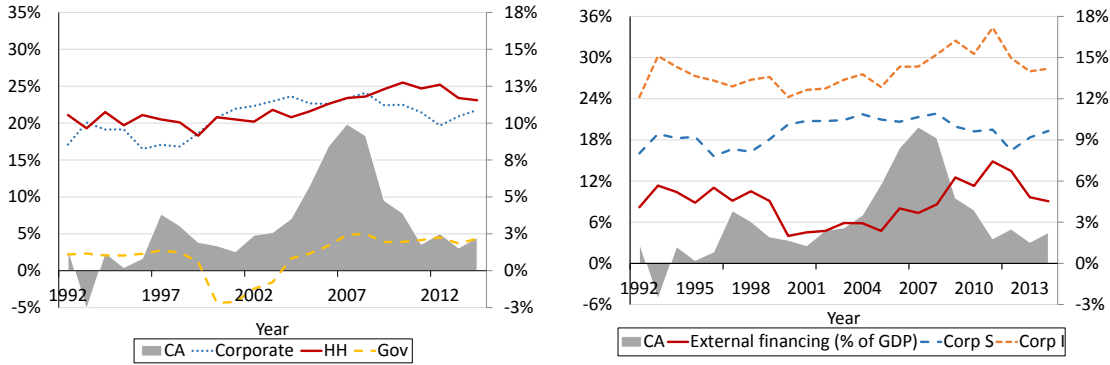 35% 18%
30% 15%
25% 13%
20% 10%
15% 8%
10% 5%
5% 3%
0% 0%
-5% -3%
1992 1997 2002 2007 2012
Year
CA Corporate HH Gov
36% 18%
30% 15%
24% 12%
18% 9%
12% 6%
6% 3%
0% 0%
-6% -3%
1992 1995 1998 2001 2004 2007 2010 2013
Year
CA External financing (% of GDP) Corp S Corp I